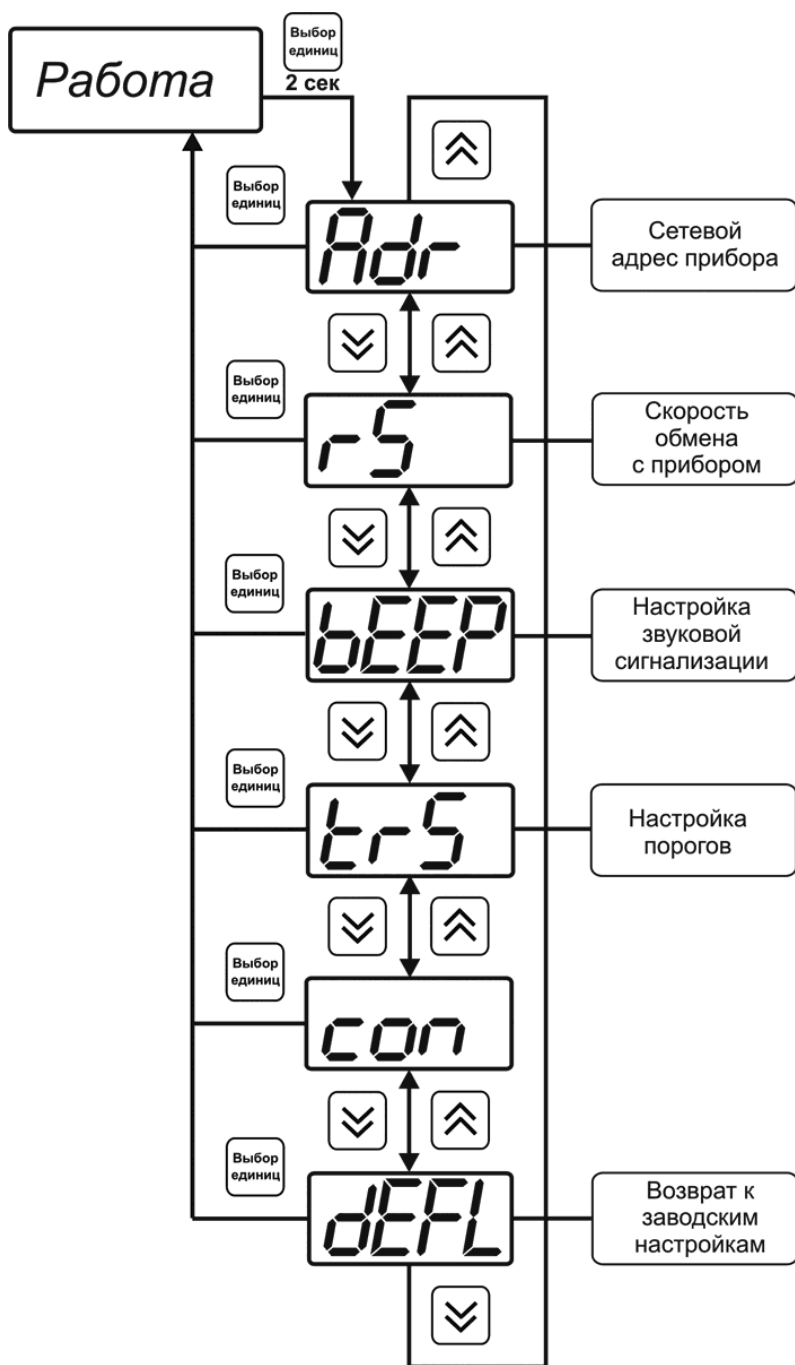 Работа
Выбор
единиц
2 сек
Выбор
единиц
Adr
Сетевой
адрес прибора
Выбор
единиц
rS
Скорость
обмена
с прибором
Выбор
единиц
bEEP
Настройка
звуковой
сигнализации
Выбор
единиц
trS
Настройка
порогов
Выбор
единиц
con
Выбор
единиц
dEFL
Возврат к
заводским
настройкам